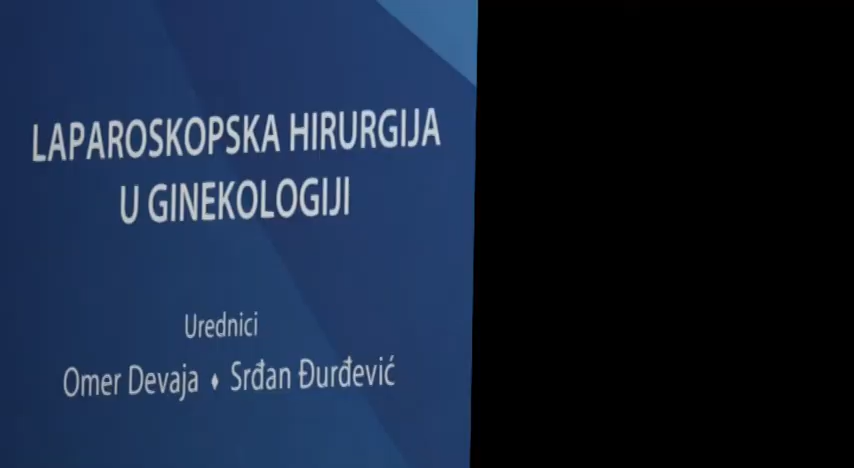 LAPAROSKOPSKA HIRURGIJA
U GINEKOLOGIJI
Urednici
Omer Devaja ♦ Srđan Đurđević